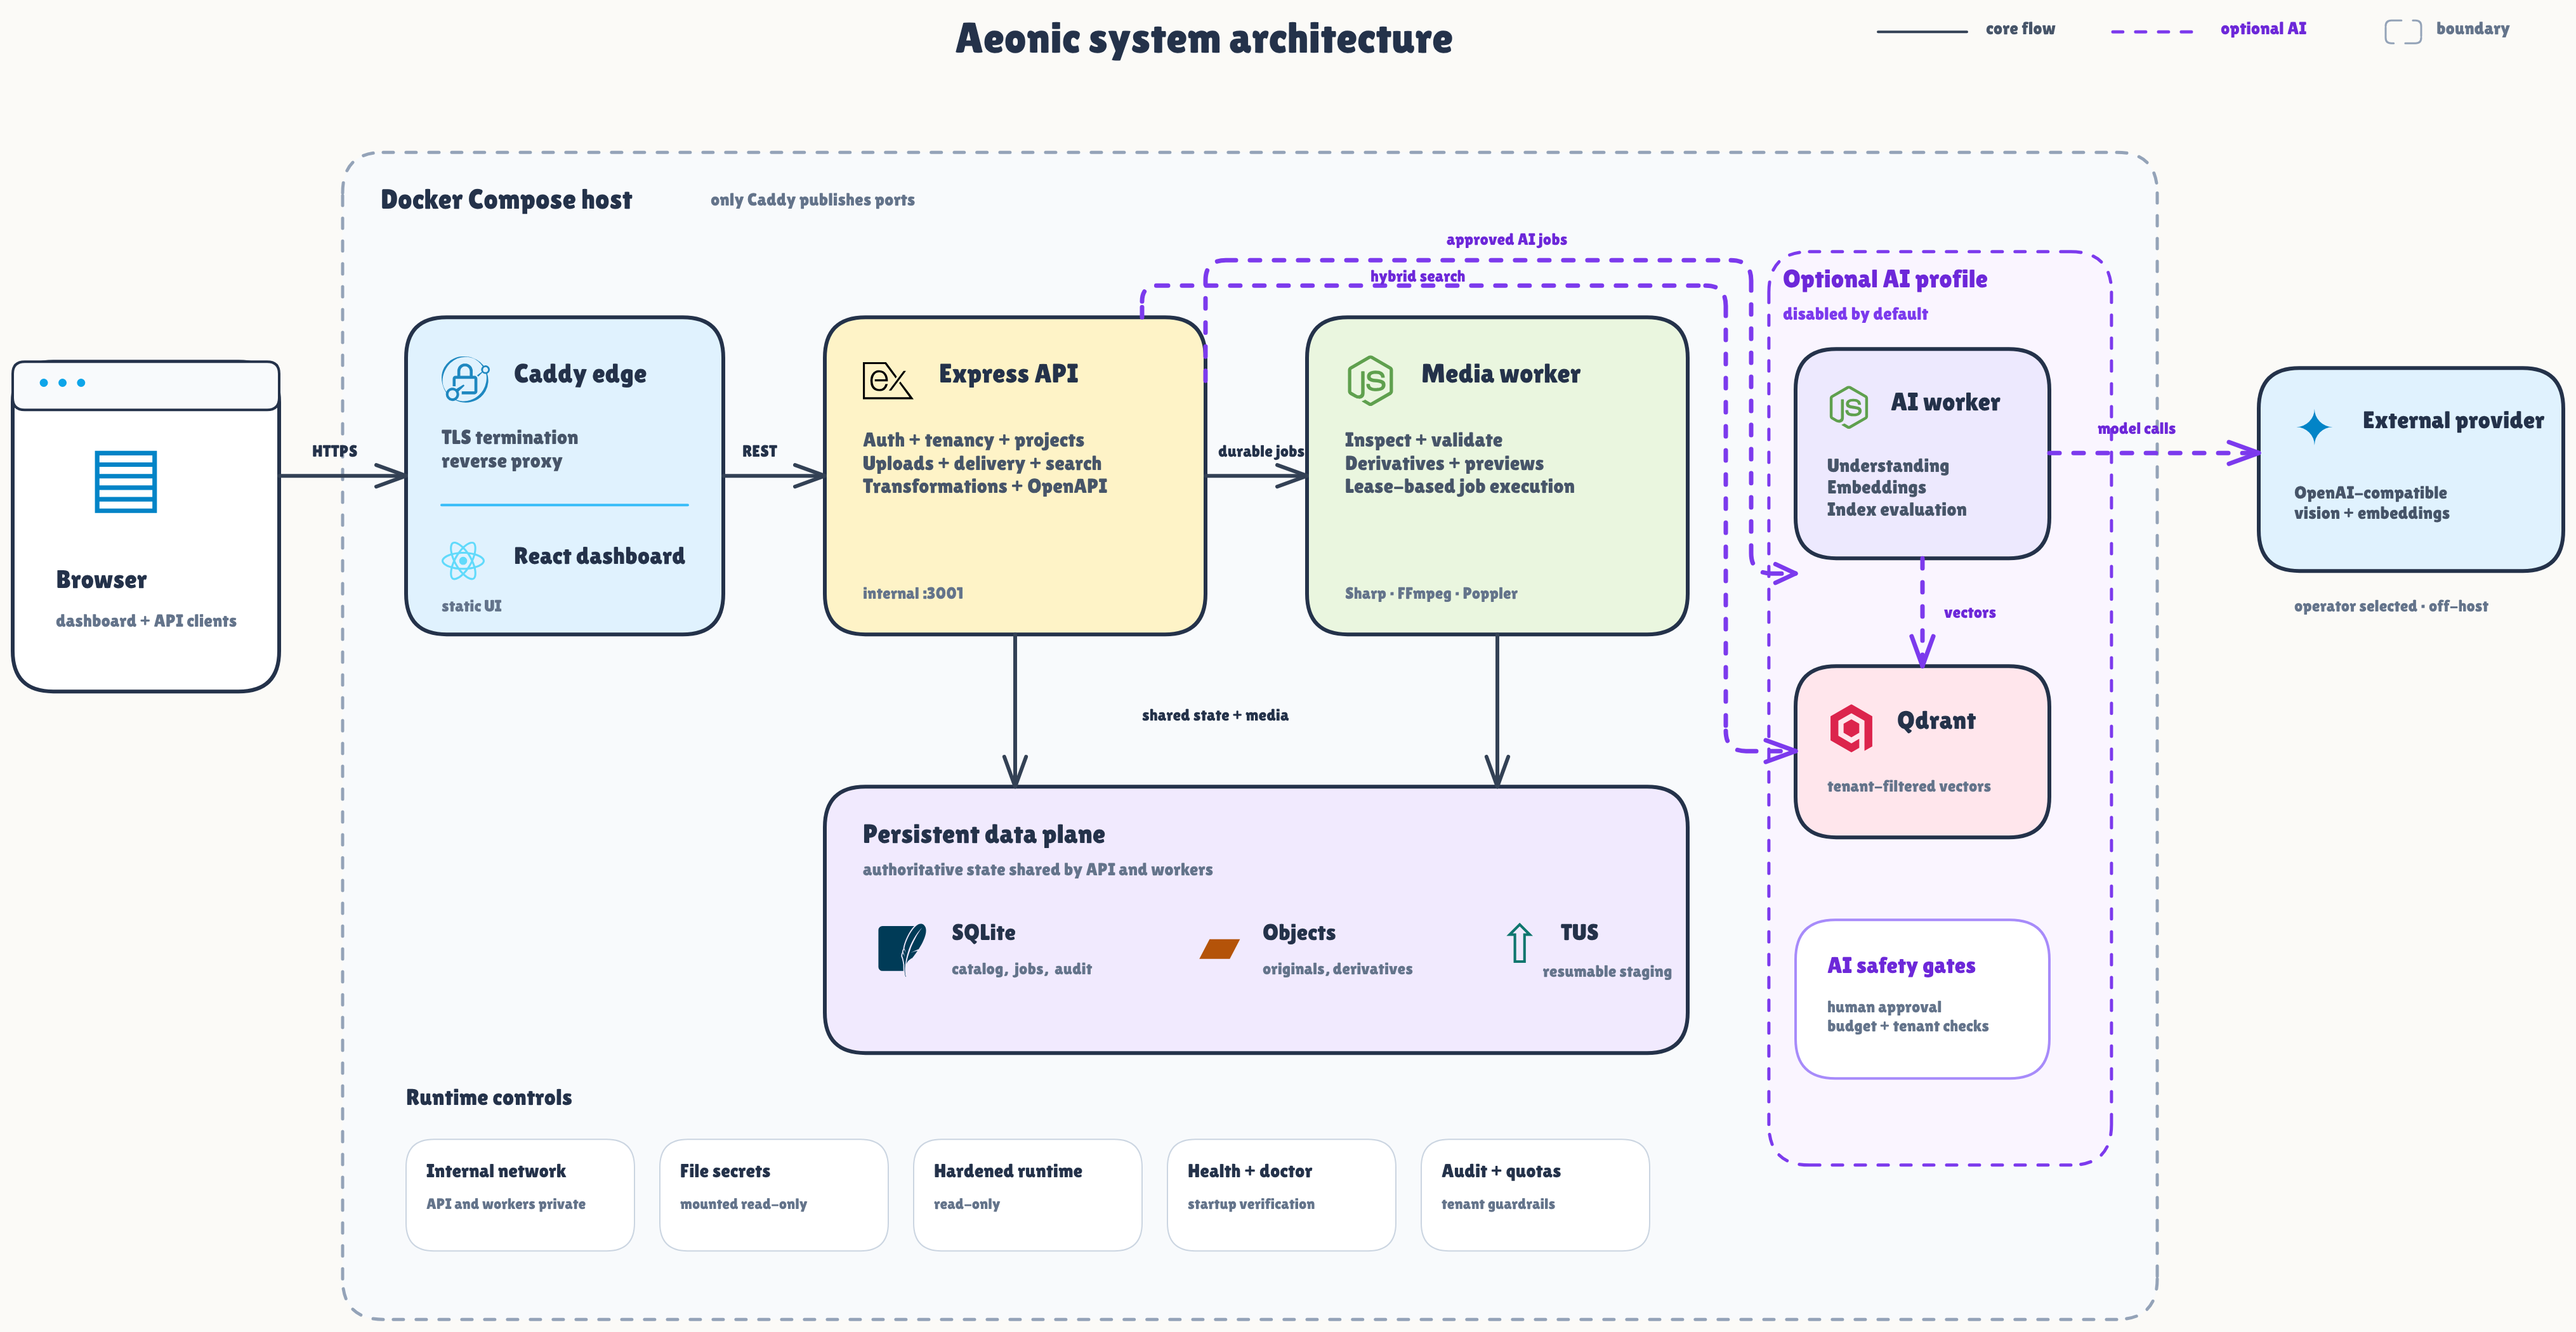 Aeonic system architecture
core flow
optional AI
boundary
Docker Compose host
only Caddy publishes ports
approved AI jobs
hybrid search
Optional AI profile
disabled by default
Browser
dashboard + API clients
HTTPS
Caddy edge
TLS termination
reverse proxy
React dashboard
static UI
REST
ex
Express API
Auth + tenancy + projects
Uploads + delivery + search
Transformations + OpenAPI
internal :3001
durable jobs
JS
Media worker
Inspect + validate
Derivatives + previews
Lease-based job execution
Sharp · FFmpeg · Poppler
JS
AI worker
Understanding
Embeddings
Index evaluation
model calls
External provider
OpenAI-compatible
vision + embeddings
operator selected · off-host
vectors
Qdrant
tenant-filtered vectors
shared state + media
Persistent data plane
authoritative state shared by API and workers
SQLite
catalog, jobs, audit
Objects
originals, derivatives
TUS
resumable staging
AI safety gates
human approval
budget + tenant checks
Runtime controls
Internal network
API and workers private
File secrets
mounted read-only
Hardened runtime
read-only
Health + doctor
startup verification
Audit + quotas
tenant guardrails